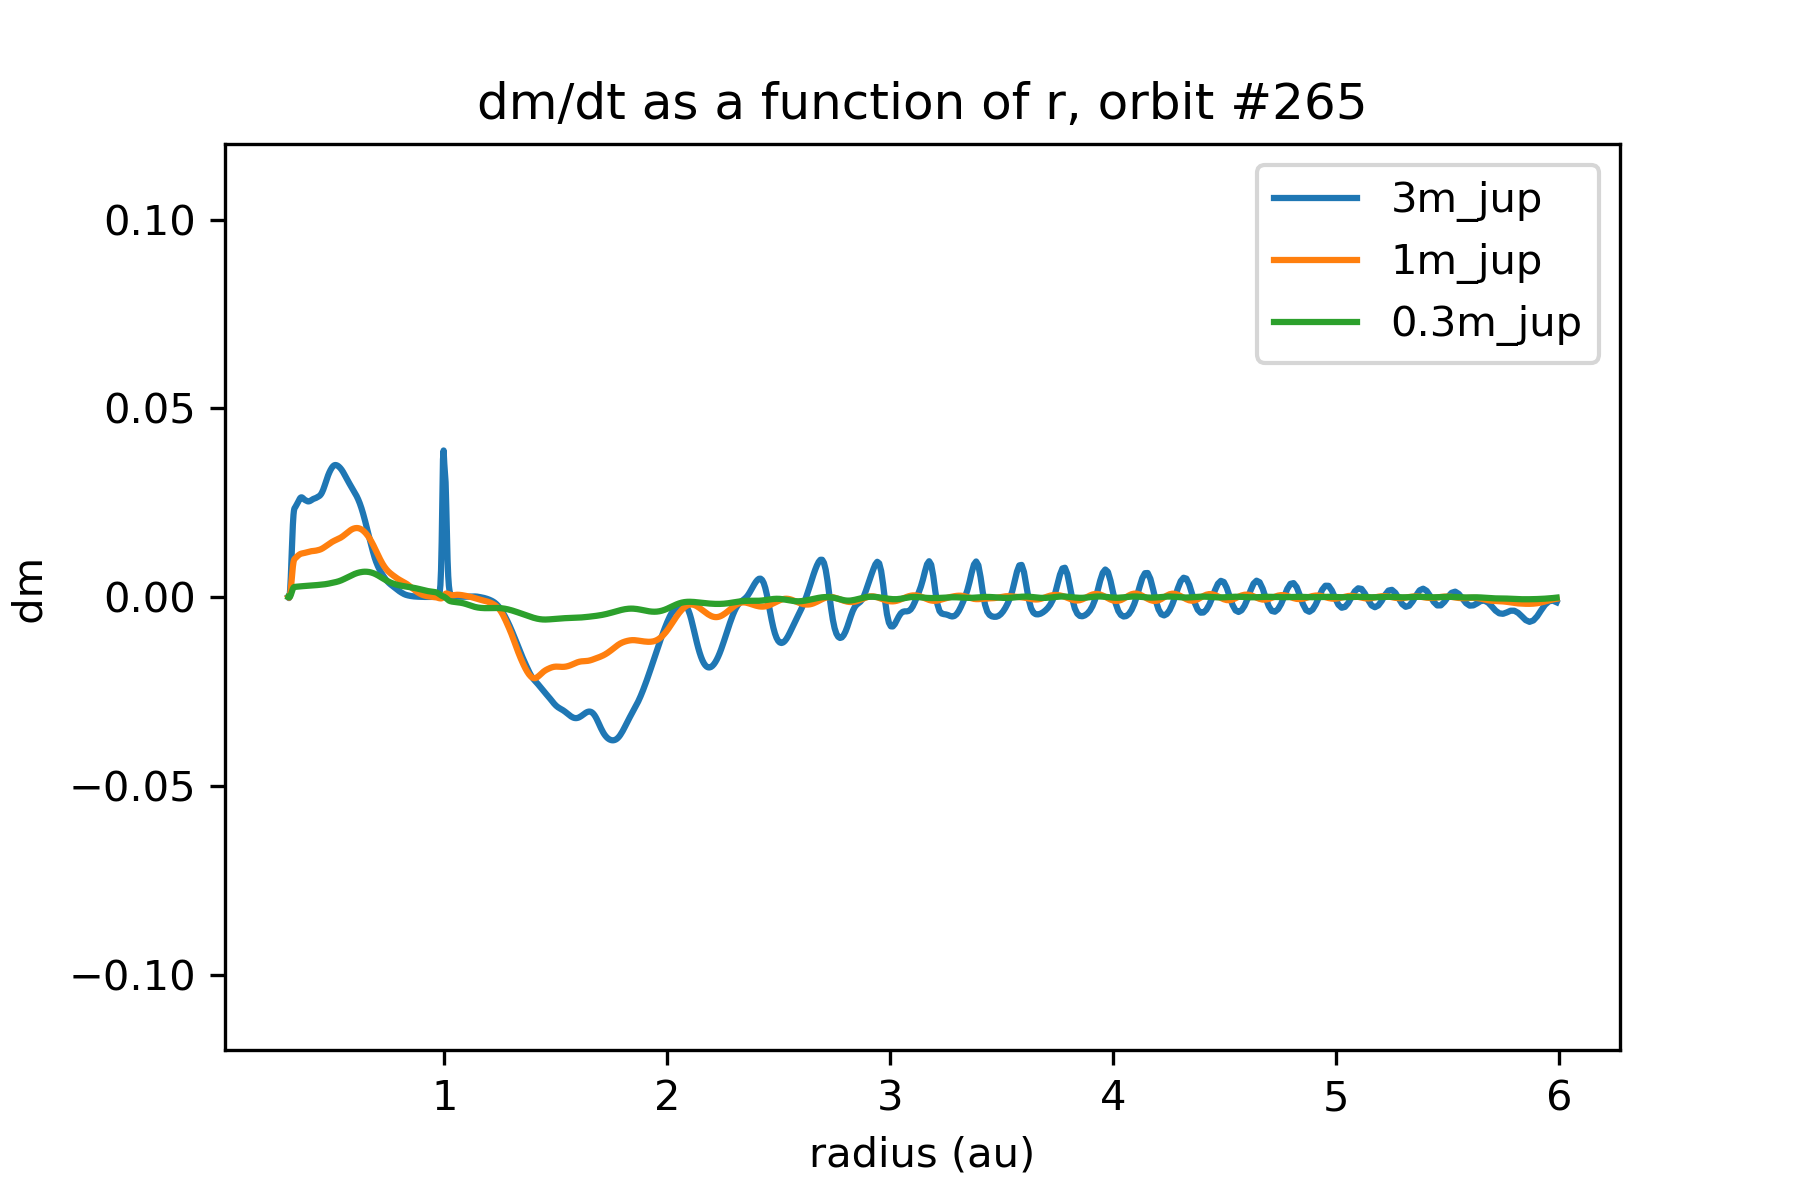 dm/dt as a function of r, orbit #265
3m_jup
1m_jup
0.3m_jup
0.10
0.05
0.00
−0.05
−0.10
dm
1 2 3 4 5 6
radius (au)